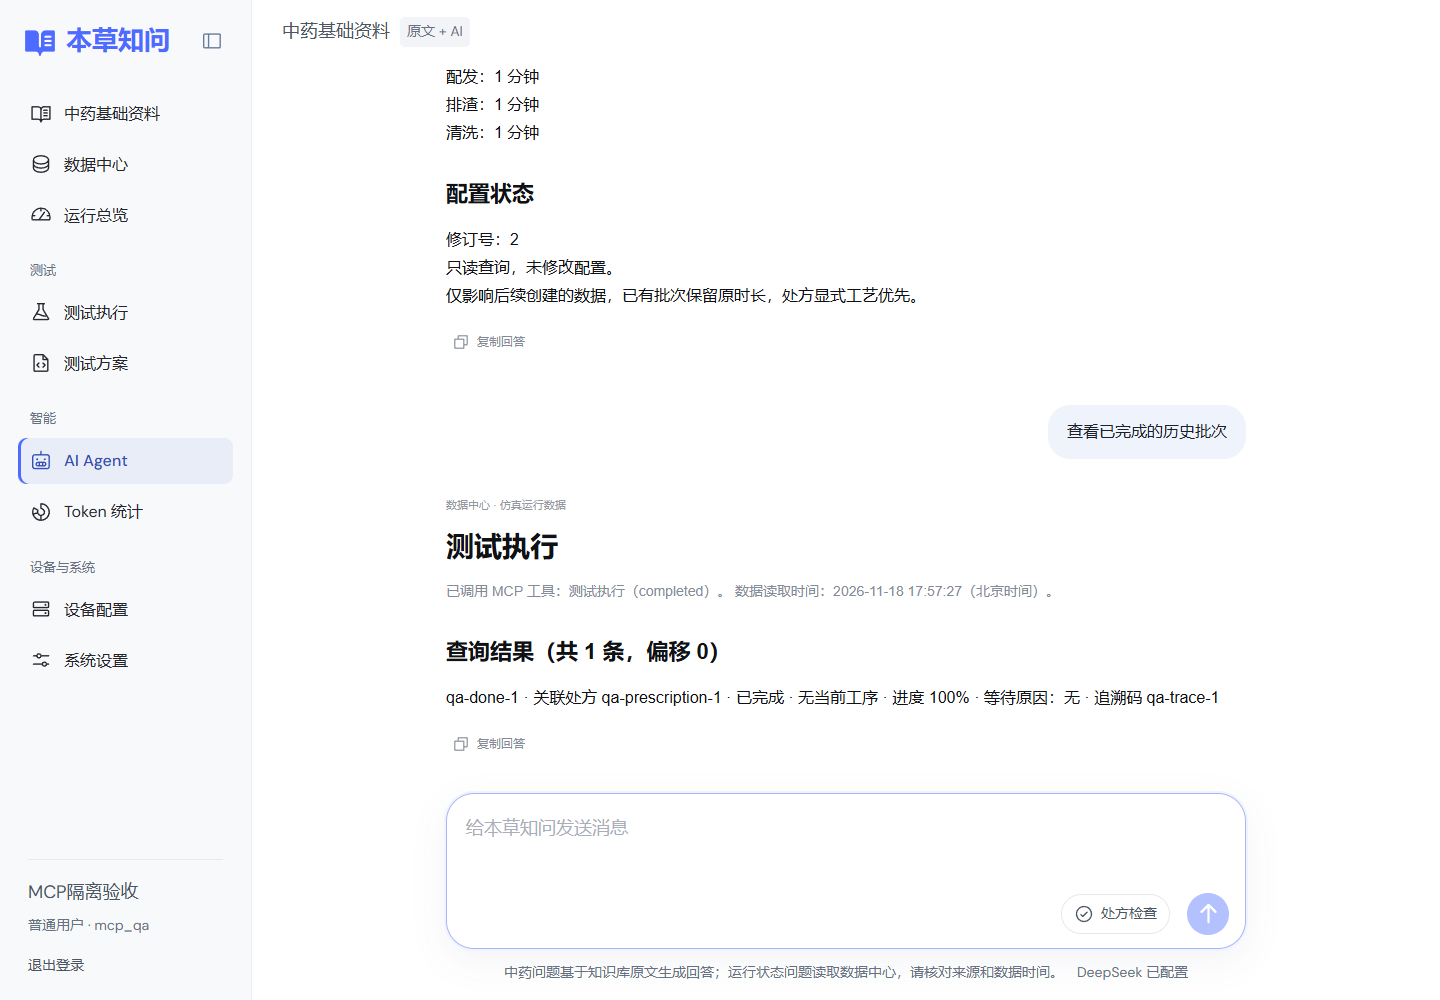 本草知问
中药基础资料
数据中心
运行总览
测试
测试执行
测试方案
智能
AI Agent
Token 统计
设备与系统
设备配置
系统设置
MCP隔离验收
普通用户 · mcp_qa
退出登录
中药基础资料 原文 + AI
配发：1 分钟
排渣：1 分钟
清洗：1 分钟
配置状态
修订号：2
只读查询，未修改配置。
仅影响后续创建的数据，已有批次保留原时长，处方显式工艺优先。
复制回答
查看已完成的历史批次
数据中心 · 仿真运行数据
测试执行
已调用 MCP 工具：测试执行（completed）。 数据读取时间：2026-11-18 17:57:27（北京时间）。
查询结果（共 1 条，偏移 0）
qa-done-1 · 关联处方 qa-prescription-1 · 已完成 · 无当前工序 · 进度 100% · 等待原因：无 · 追溯码 qa-trace-1
复制回答
给本草知问发送消息
处方检查
中药问题基于知识库原文生成回答；运行状态问题读取数据中心，请核对来源和数据时间。 DeepSeek 已配置